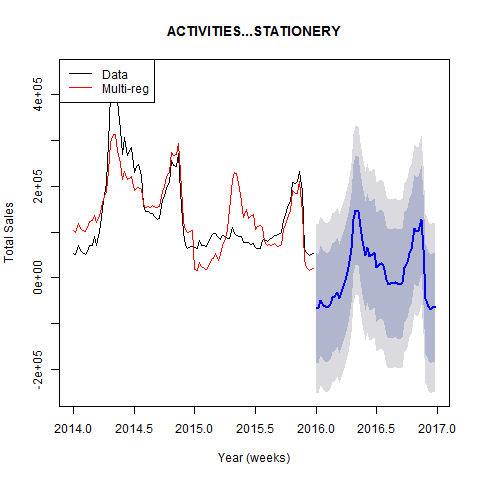 ACTIVITIES...STATIONERY
Data
Multi-reg
Total Sales
4e+05
2e+05
0e+00
-2e+05
2014.0 2014.5 2015.0 2015.5 2016.0 2016.5 2017.0
Year (weeks)